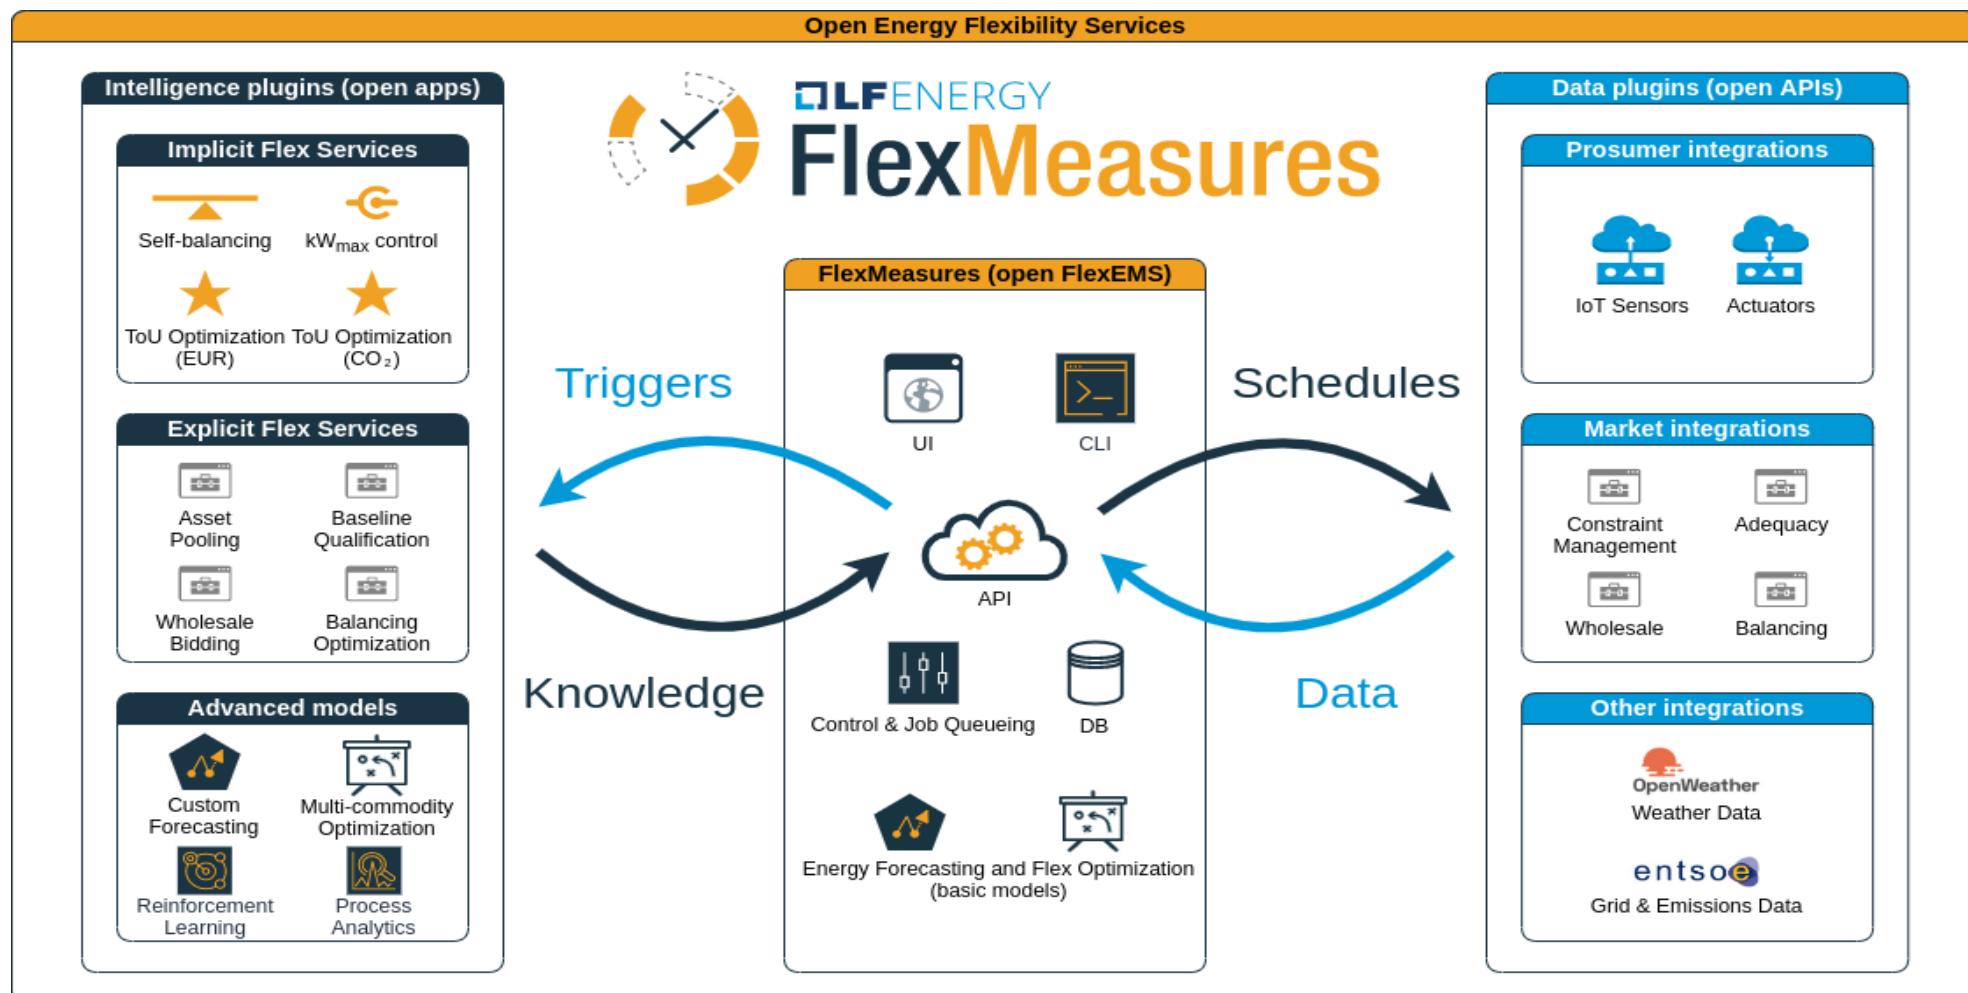 Open Energy Flexibility Services
Intelligence plugins (open apps)
Implicit Flex Services
Self-balancing
kWmax control
ToU Optimization
(EUR)
ToU Optimization
(CO₂)
Explicit Flex Services
Asset
Pooling
Baseline
Qualification
Wholesale
Bidding
Balancing
Optimization
Advanced models
Custom
Forecasting
Multi-commodity
Optimization
Reinforcement
Learning
Process
Analytics
LFENERGY
FlexMeasures
Triggers
Knowledge
FlexMeasures (open FlexEMS)
UI
CLI
API
Control & Job Queueing
DB
Energy Forecasting and Flex Optimization
(basic models)
Schedules
Data
Data plugins (open APIs)
Prosumer integrations
IoT Sensors
Actuators
Market integrations
Constraint
Management
Adequacy
Wholesale
Balancing
Other integrations
OpenWeather
Weather Data
entsoe
Grid & Emissions Data